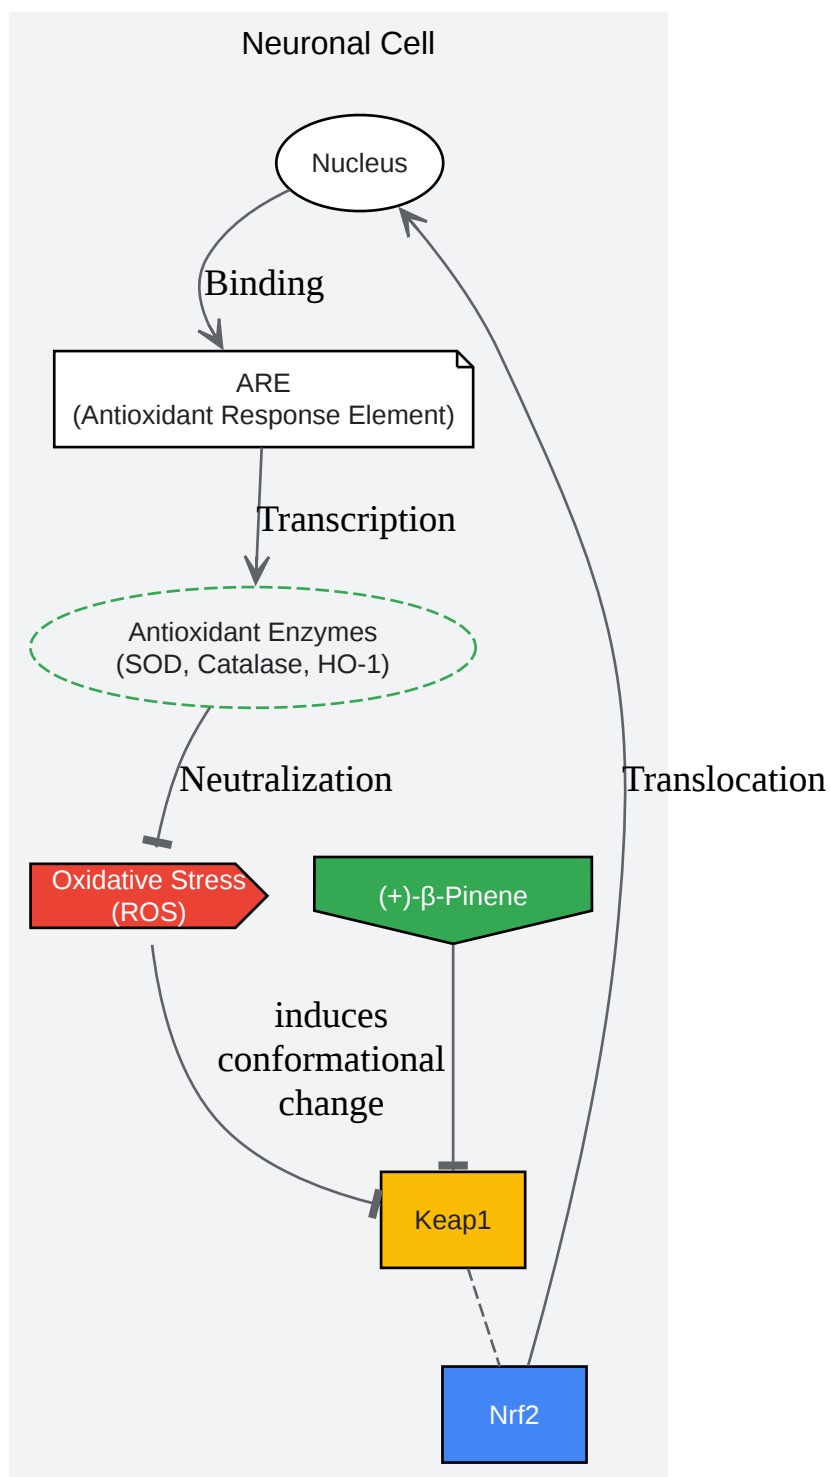 Neuronal Cell
Nucleus
Binding
ARE
(Antioxidant Response Element)
Transcription
Antioxidant Enzymes
(SOD, Catalase, HO-1)
Neutralization
Translocation
Oxidative Stress
(ROS)
(+)-β-Pinene
induces
conformational
change
Keap1
Nrf2